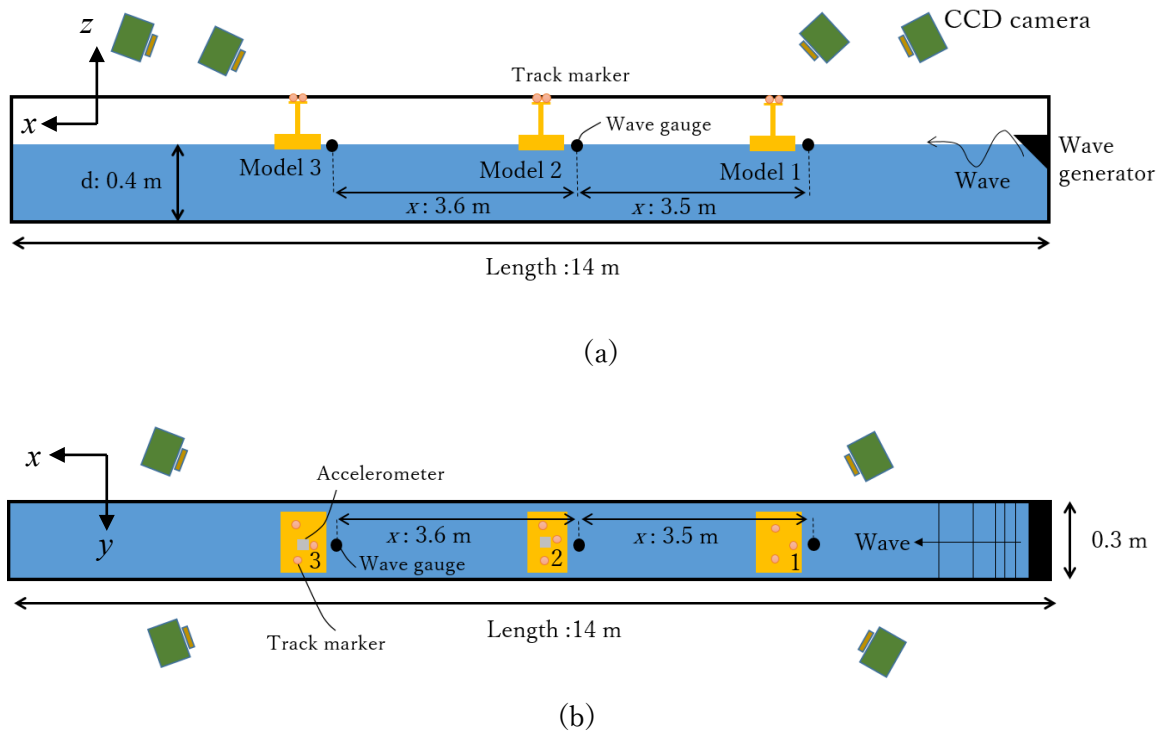 CCD camera
z
Track marker
x
Wave gauge
Wave
generator
Model 3
Model 2
Model 1
d: 0.4 m
Wave
x : 3.6 m
x : 3.5 m
Length :14 m
(a)
x
Accelerometer
y
x : 3.6 m
x : 3.5 m
Wave
0.3 m
3
2
1
Wave gauge
Length :14 m
Track marker
(b)